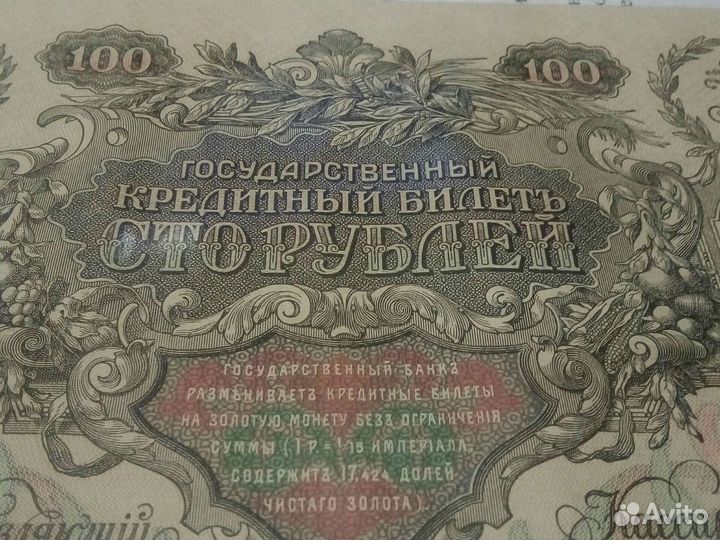 100 100
ГОСУДАРСТВЕННЫЙ
КРЕДИТНЫЙ БИЛЕТЪ
СТО РУБЛЕЙ
ГОСУДАРСТВЕННЫЙ БАНКЪ
РАЗМѢНИВАЕТЪ КРЕДИТНЫЕ БИЛЕТЫ
НА ЗОЛОТУЮ МОНЕТУ БЕЗЪ ОГРАНИЧЕНІЯ
СУММЫ (1 Р.= 1/15 ИМПЕРІАЛА,
СОДЕРЖИТЪ 17,424 ДОЛЕЙ
ЧИСТАГО ЗОЛОТА).
Avito